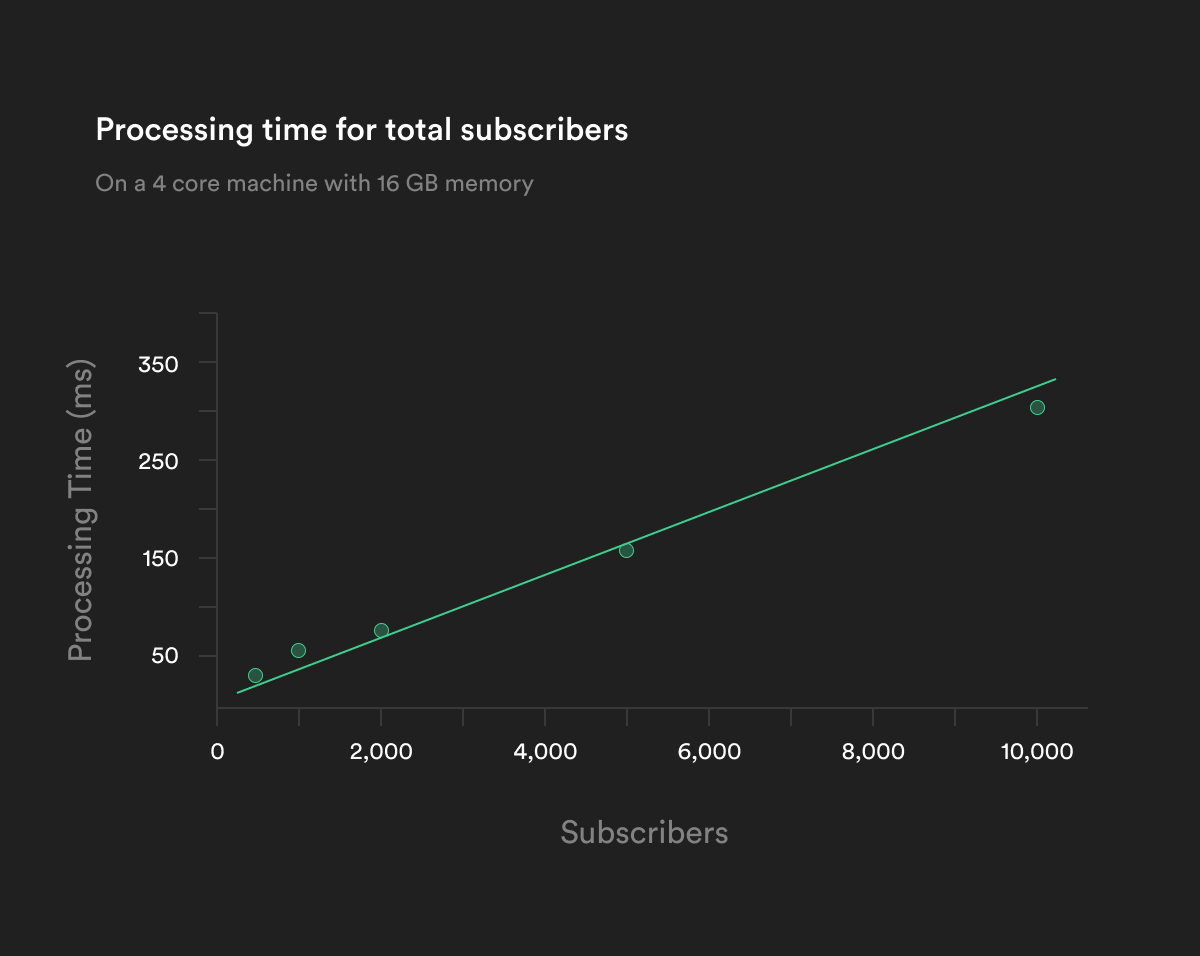 Processing time for total subscribers
On a 4 core machine with 16 GB memory
Processing Time (ms)
350
250
150
50
0 2,000 4,000 6,000 8,000 10,000
Subscribers